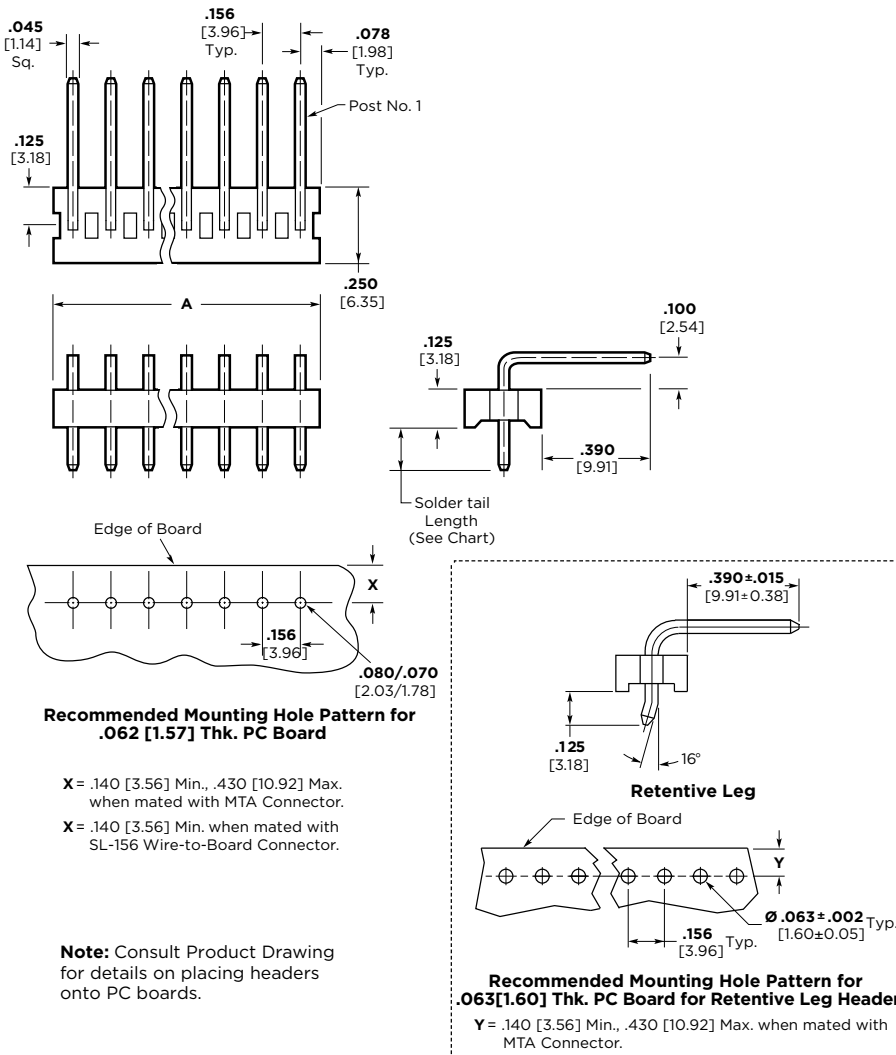 .045
[1.14]
Sq.
.156
[3.96]
Typ.
.078
[1.98]
Typ.
Post No. 1
.125
[3.18]
.250
[6.35]
A
.100
[2.54]
.125
[3.18]
.390
[9.91]
Solder tail
Length
(See Chart)
Edge of Board
X
.156
[3.96]
.080/.070
[2.03/1.78]
Recommended Mounting Hole Pattern for
.062 [1.57] Thk. PC Board
X = .140 [3.56] Min., .430 [10.92] Max.
when mated with MTA Connector.
X = .140 [3.56] Min. when mated with
SL-156 Wire-to-Board Connector.
Note: Consult Product Drawing
for details on placing headers
onto PC boards.
.390±.015
[9.91±0.38]
.125
[3.18]
16°
Retentive Leg
Edge of Board
Y
Ø .063±.002 Typ.
[1.60±0.05]
.156
[3.96] Typ.
Recommended Mounting Hole Pattern for
.063[1.60] Thk. PC Board for Retentive Leg Header
Y = .140 [3.56] Min., .430 [10.92] Max. when mated with
MTA Connector.